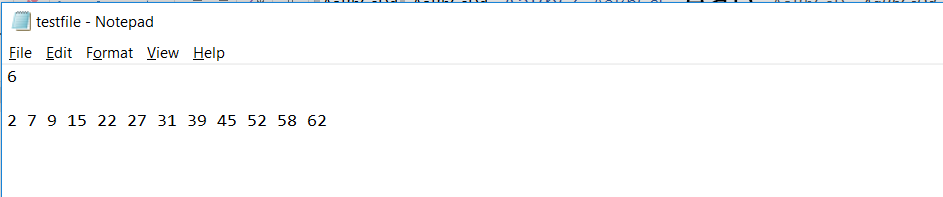 testfile - Notepad
File Edit Format View Help
6
2 7 9 15 22 27 31 39 45 52 58 62